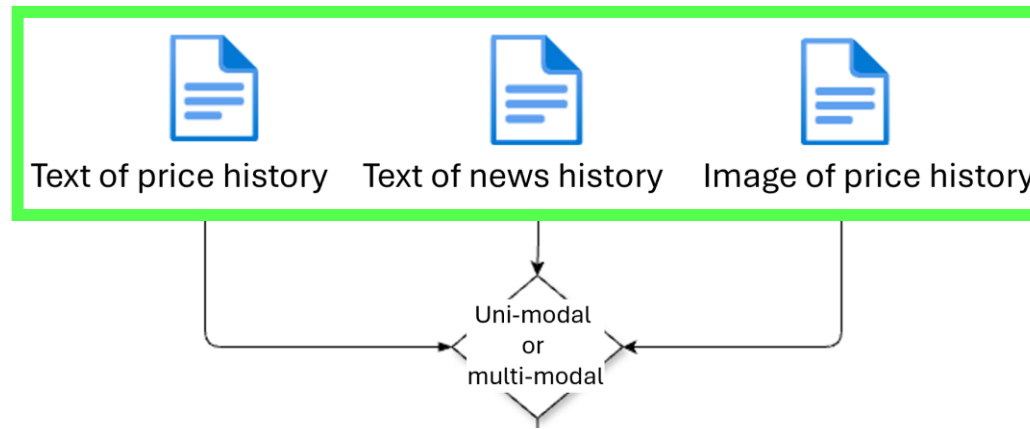 Text of price history
Text of news history
Image of price history
Uni-modal
or
multi-modal